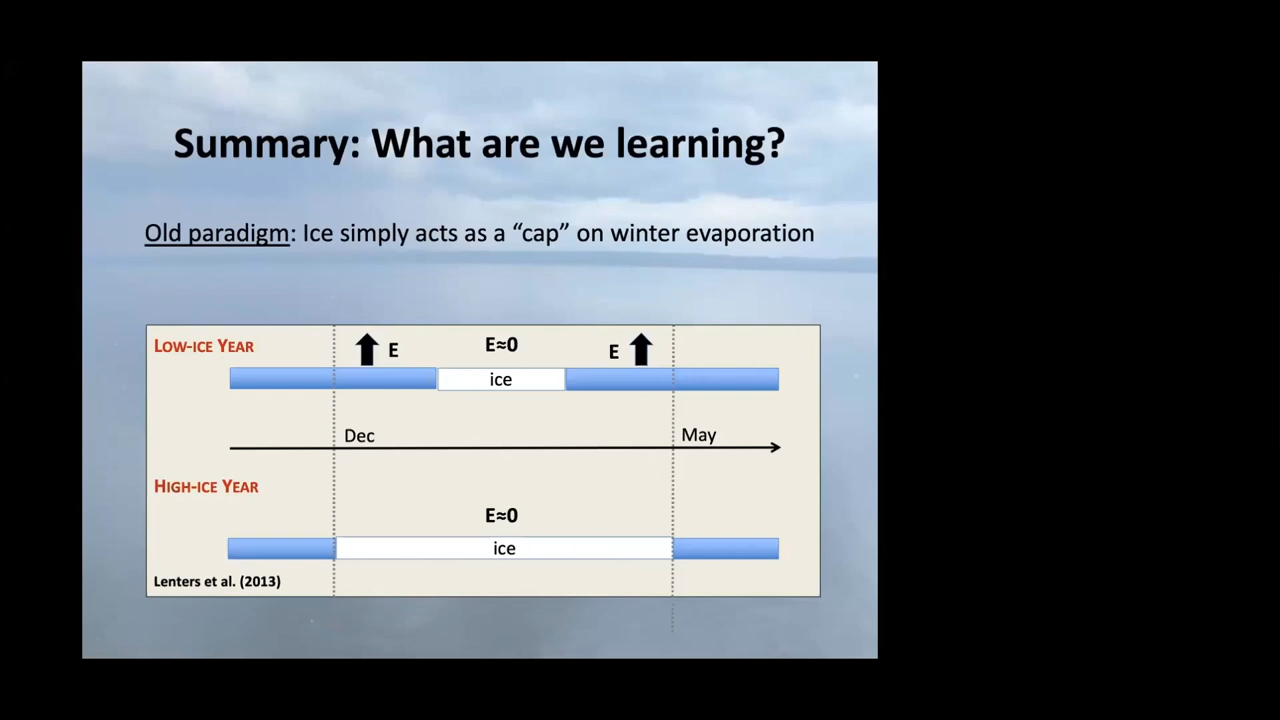 Summary: What are we learning?
Old paradigm: Ice simply acts as a “cap” on winter evaporation
LOW-ICE YEAR
E
E≈0
E
ice
Dec
May
HIGH-ICE YEAR
E≈0
ice
Lenters et al. (2013)